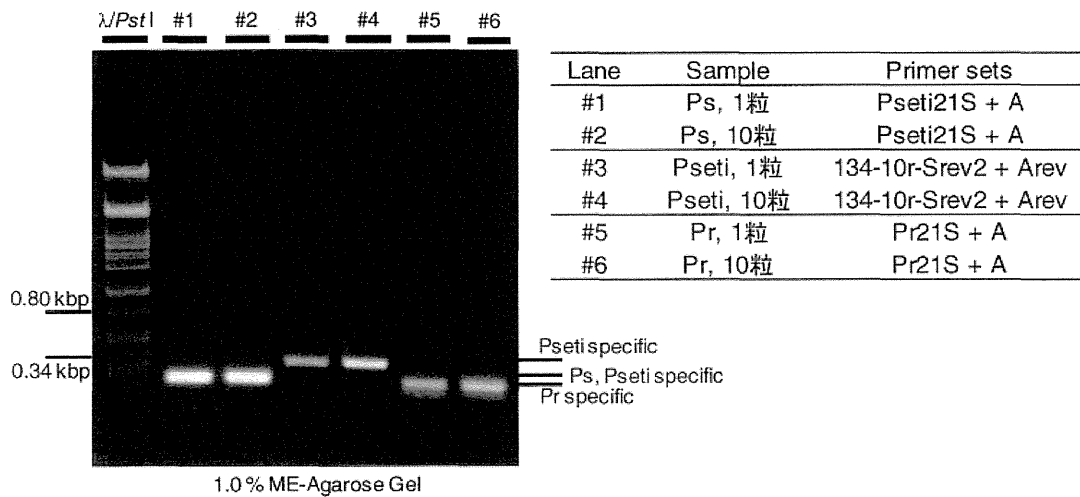 λ/Pst I #1 #2 #3 #4 #5 #6
0.80 kbp
0.34 kbp
Pseti specific
Ps, Pseti specific
Pr specific
1.0 % ME-Agarose Gel
Lane Sample Primer sets
#1 Ps, 1粒 Pseti21S + A
#2 Ps, 10粒 Pseti21S + A
#3 Pseti, 1粒 134-10r-Srev2 + Arev
#4 Pseti, 10粒 134-10r-Srev2 + Arev
#5 Pr, 1粒 Pr21S + A
#6 Pr, 10粒 Pr21S + A